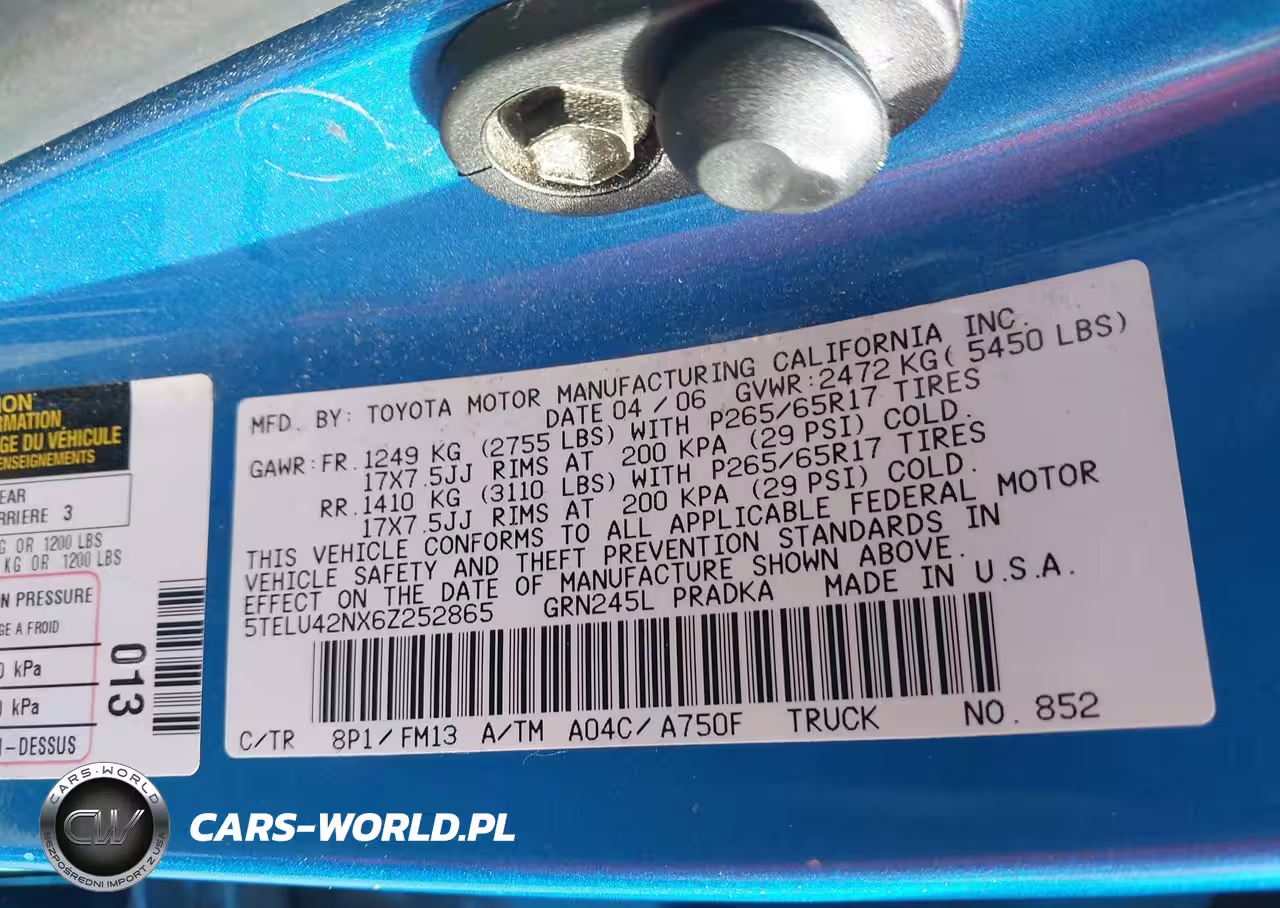 ION
RMATION,
GE DU VÉHICULE
ENSEIGNEMENTS
EAR
RRIERE 3
G OR 1200 LBS
KG OR 1200 LBS
N PRESSURE
GE A FROID
0 kPa
0 kPa
I-DESSUS
013
MFD. BY: TOYOTA MOTOR MANUFACTURING CALIFORNIA INC.
DATE 04/06 GVWR:2472 KG( 5450 LBS)
GAWR:FR.1249 KG (2755 LBS) WITH P265/65R17 TIRES
17X7.5JJ RIMS AT 200 KPA (29 PSI) COLD.
RR.1410 KG (3110 LBS) WITH P265/65R17 TIRES
17X7.5JJ RIMS AT 200 KPA (29 PSI) COLD.
THIS VEHICLE CONFORMS TO ALL APPLICABLE FEDERAL MOTOR
VEHICLE SAFETY AND THEFT PREVENTION STANDARDS IN
EFFECT ON THE DATE OF MANUFACTURE SHOWN ABOVE.
5TELU42NX6Z252865 GRN245L PRADKA MADE IN U.S.A.
C/TR 8P1/FM13 A/TM A04C/A750F TRUCK NO. 852
CARS-WORLD
CW
BEZPOŚREDNI IMPORT Z USA
CARS-WORLD.PL